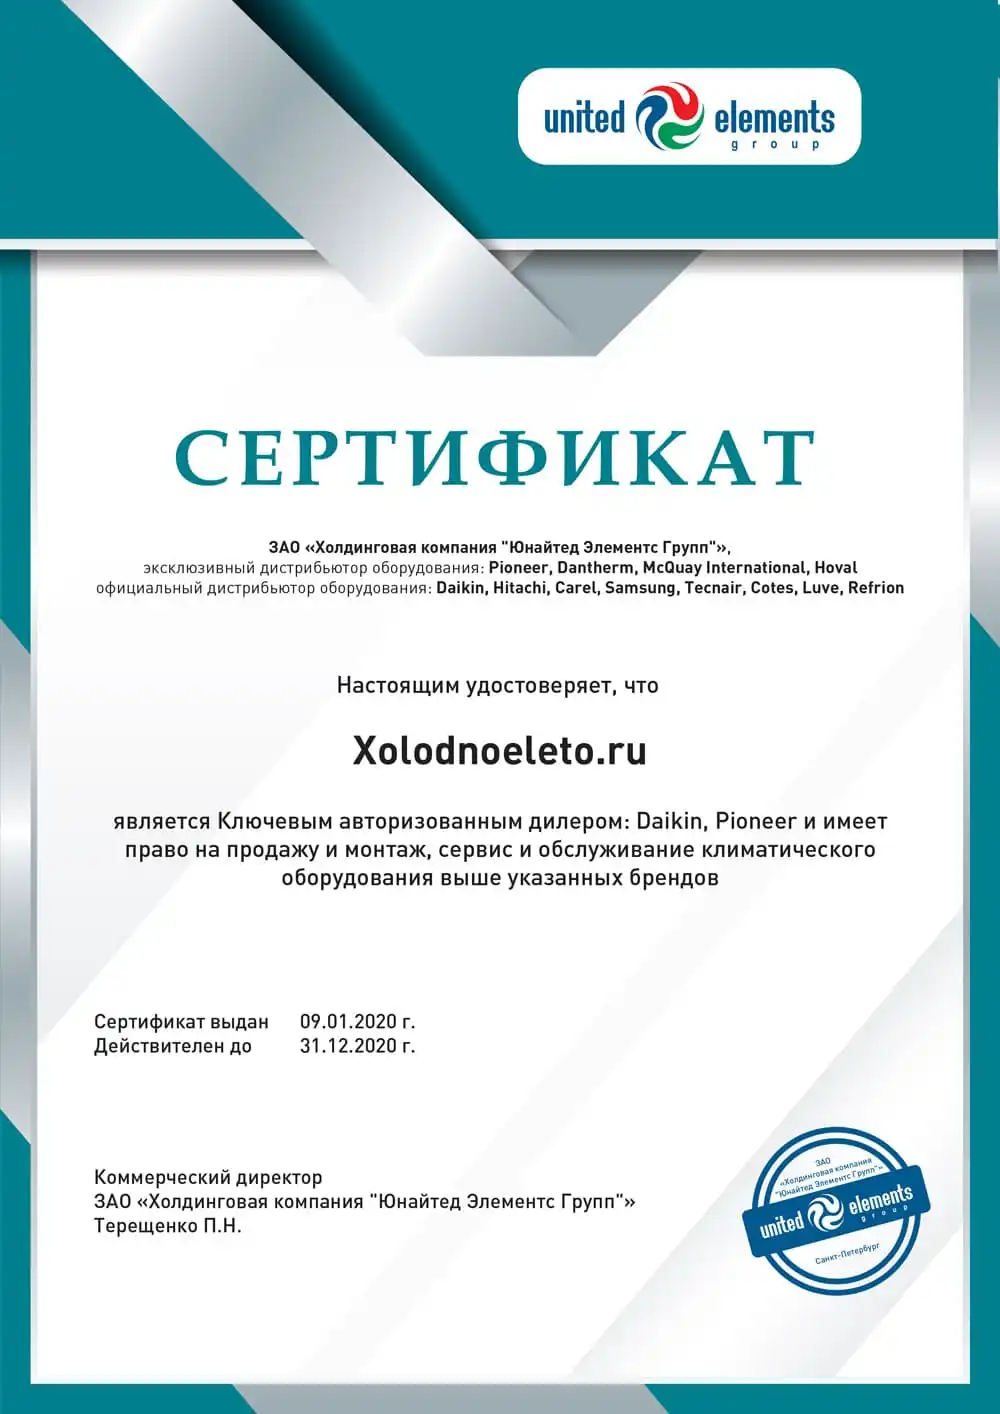 united elements
group
СЕРТИФИКАТ
ЗАО «Холдинговая компания "Юнайтед Элементс Групп"»,
эксклюзивный дистрибьютор оборудования: Pioneer, Dantherm, McQuay International, Hoval
официальный дистрибьютор оборудования: Daikin, Hitachi, Carel, Samsung, Tecnair, Cotes, Luve, Refrion
Настоящим удостоверяет, что
Xolodnoeleto.ru
является Ключевым авторизованным дилером: Daikin, Pioneer и имеет
право на продажу и монтаж, сервис и обслуживание климатического
оборудования выше указанных брендов
Сертификат выдан 09.01.2020 г.
Действителен до 31.12.2020 г.
Коммерческий директор
ЗАО «Холдинговая компания "Юнайтед Элементс Групп"»
Терещенко П.Н.
ЗАО
«Холдинговая компания
"Юнайтед Элементс Групп"»
united elements
group
Санкт-Петербург